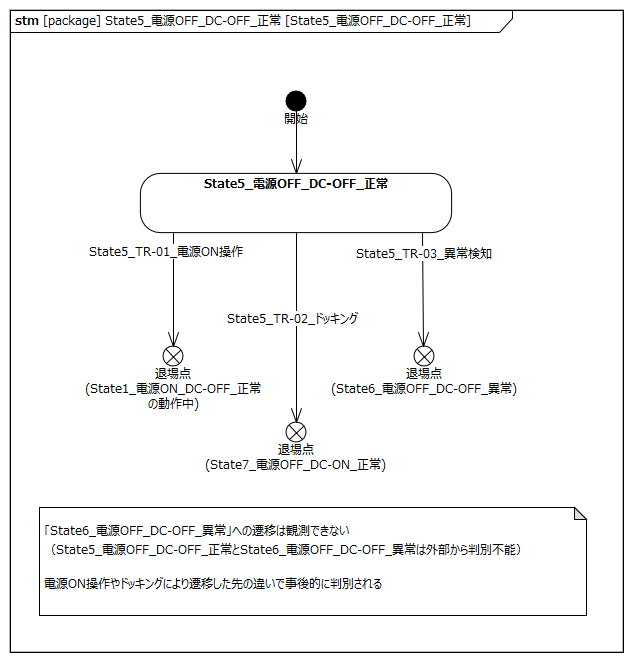 stm [package] State5_電源OFF_DC-OFF_正常 [State5_電源OFF_DC-OFF_正常]
開始
State5_電源OFF_DC-OFF_正常
State5_TR-01_電源ON操作
State5_TR-03_異常検知
State5_TR-02_ドッキング
退場点
(State1_電源ON_DC-OFF_正常
の動作中)
退場点
(State6_電源OFF_DC-OFF_異常)
退場点
(State7_電源OFF_DC-ON_正常)
「State6_電源OFF_DC-OFF_異常」への遷移は観測できない
（State5_電源OFF_DC-OFF_正常とState6_電源OFF_DC-OFF_異常は外部から判別不能）
電源ON操作やドッキングにより遷移した先の違いで事後的に判別される